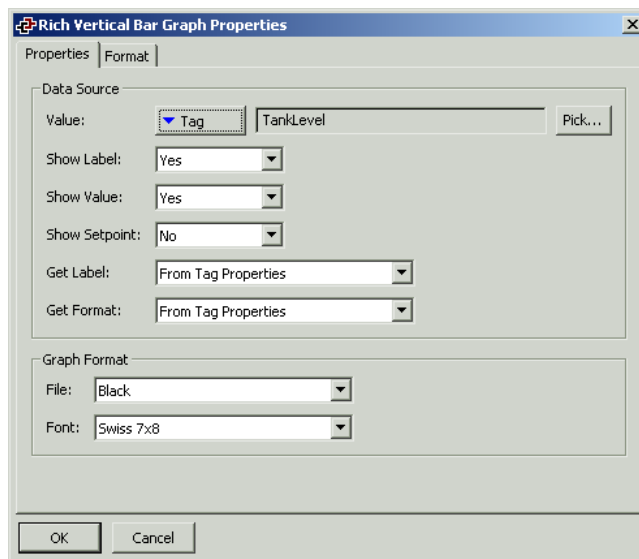 Rich Vertical Bar Graph Properties
Properties Format
Data Source
Value: Tag TankLevel Pick...
Show Label: Yes
Show Value: Yes
Show Setpoint: No
Get Label: From Tag Properties
Get Format: From Tag Properties
Graph Format
File: Black
Font: Swiss 7x8
OK Cancel